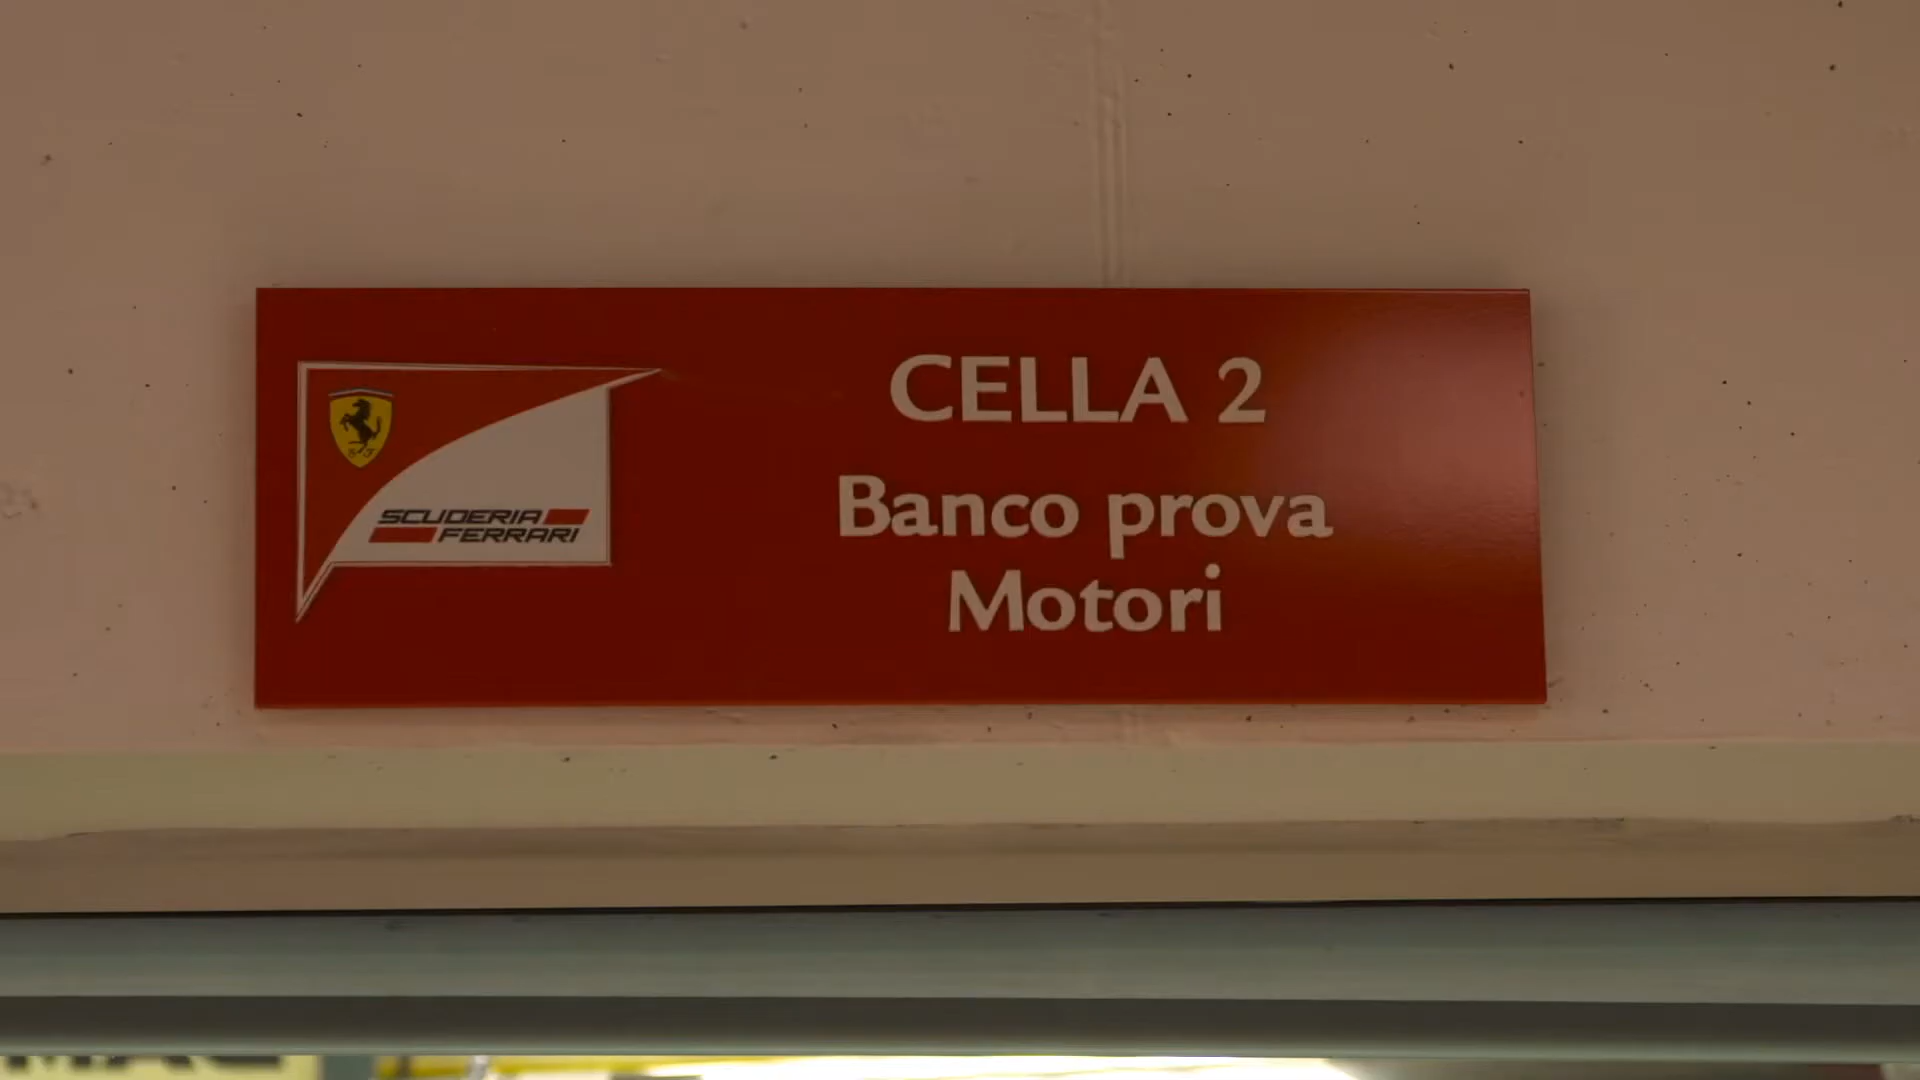 CELLA 2
Banco prova
Motori
SCUDERIA
FERRARI
S F